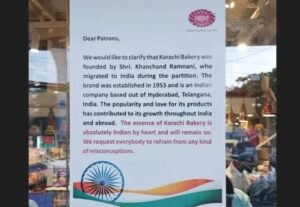 Dear Patrons,
We would like to clarify that Karachi Bakery was
founded by Shri. Khanchand Ramnani, who
migrated to India during the partition. The
brand was established in 1953 and is an Indian
company based out of Hyderabad, Telangana,
India. The popularity and love for its products
has contributed to its growth throughout India
and abroad. The essence of Karachi Bakery is
absolutely Indian by heart and will remain so.
We request everybody to refrain from any kind
of misconceptions.